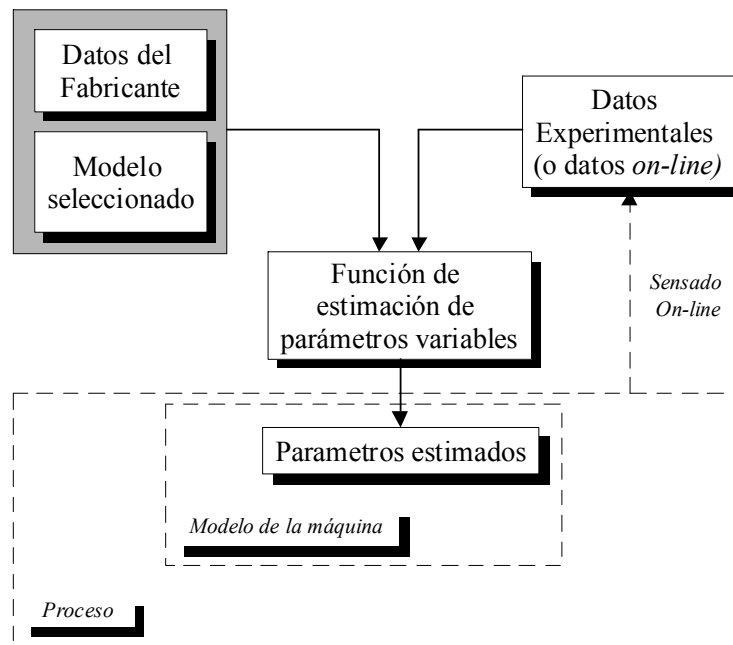 Datos del
Fabricante
Modelo
seleccionado
Datos
Experimentales
(o datos on-line)
Función de
estimación de
parámetros variables
Sensado
On-line
Parametros estimados
Modelo de la máquina
Proceso